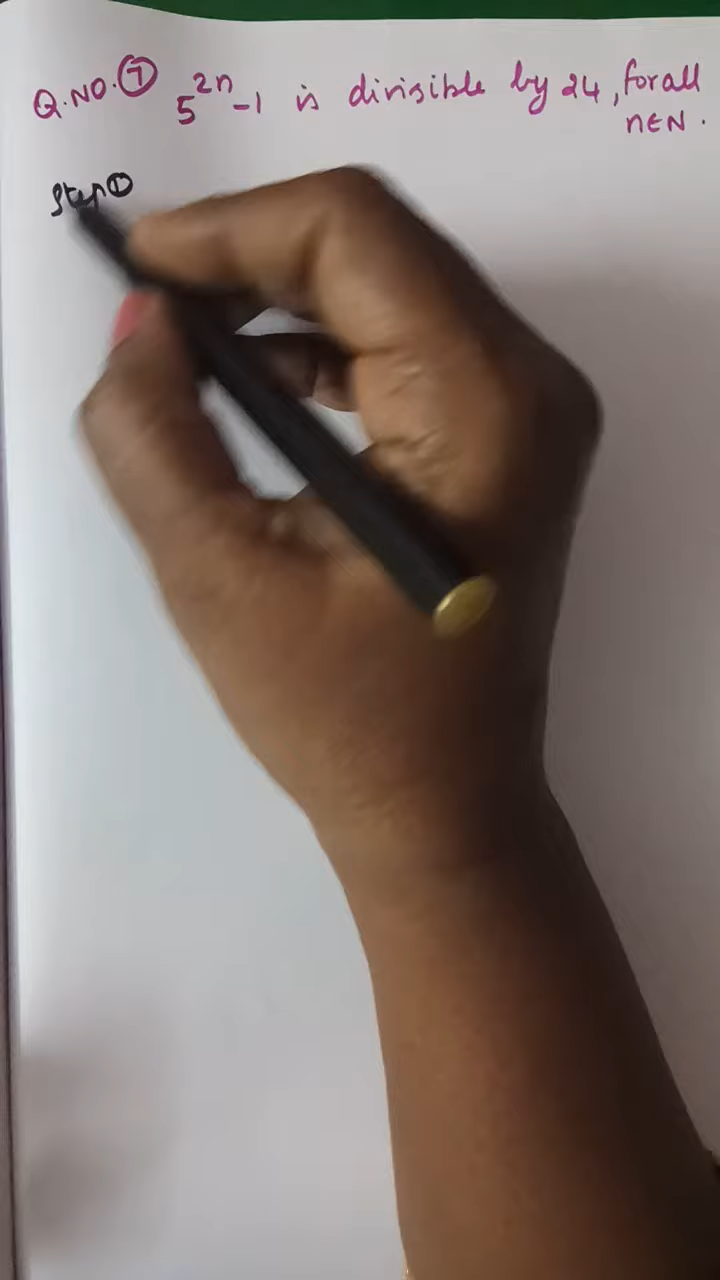 Q.NO.⑦ 5^{2n}-1 is divisible by 24, for all
n∈N.
Step①